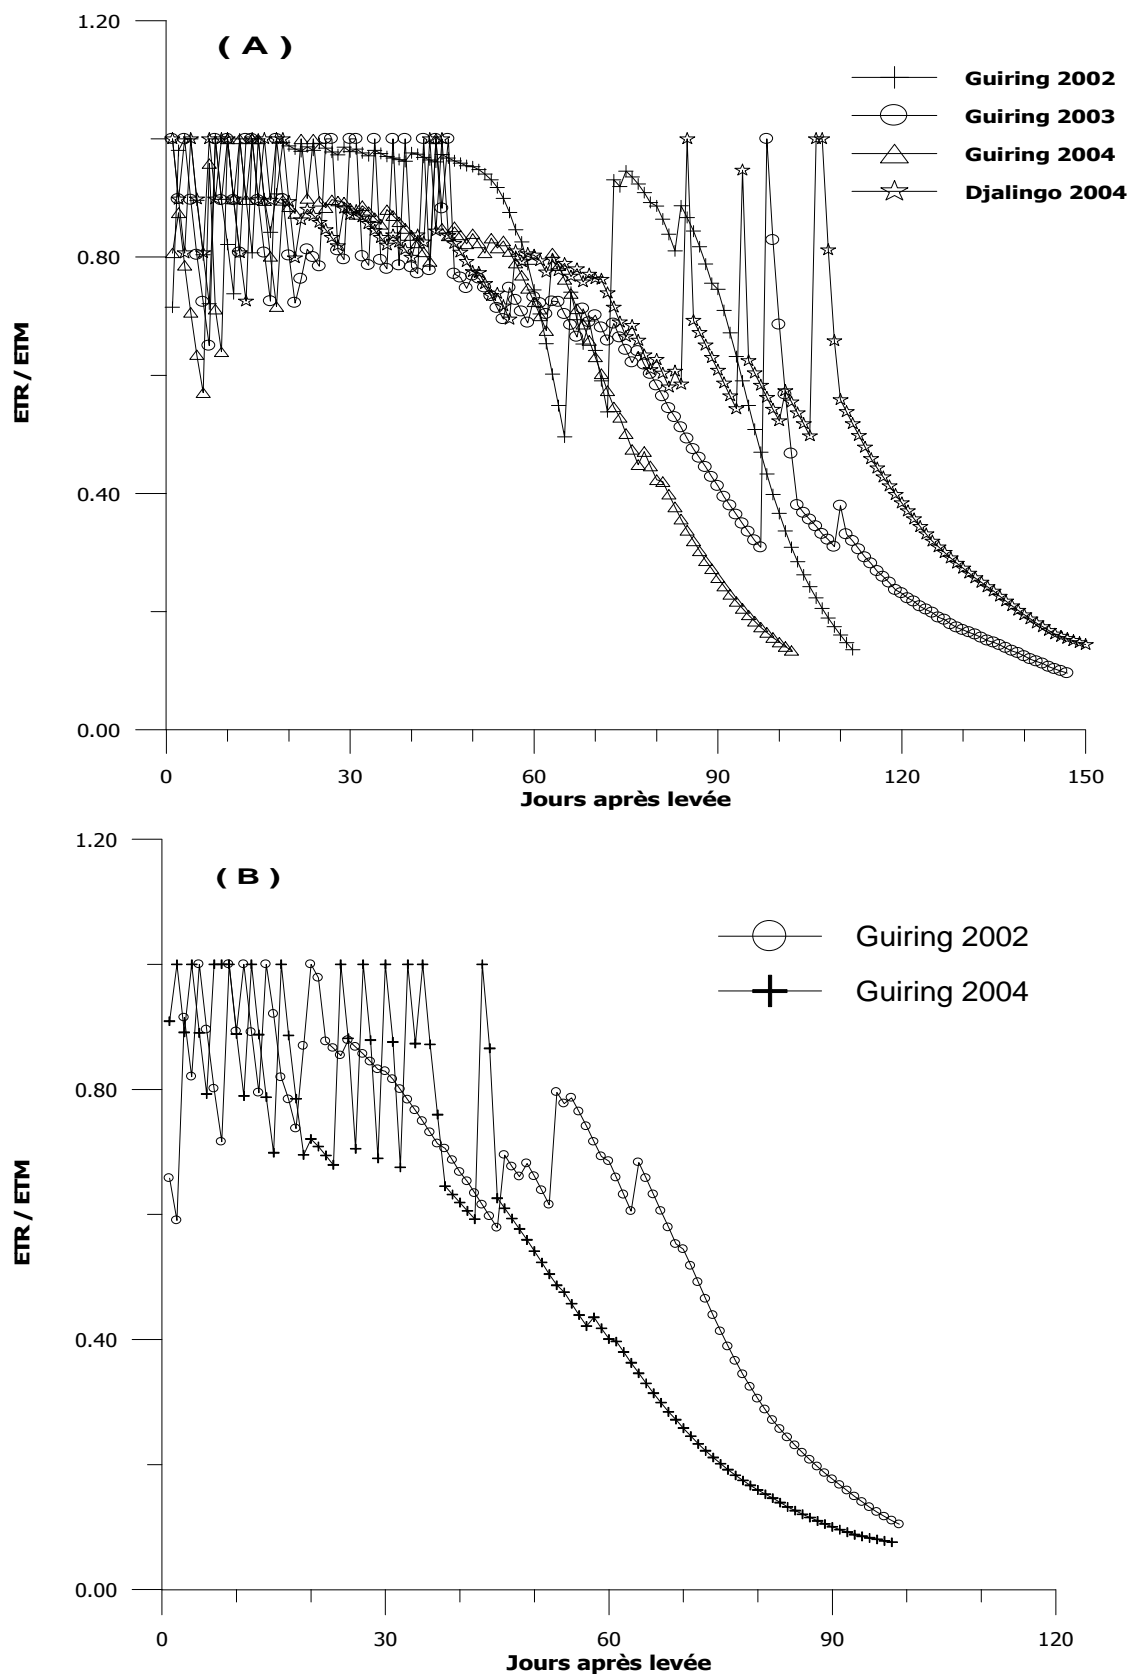 1.20
( A )
Guiring 2002
Guiring 2003
Guiring 2004
Djalingo 2004
0.80
ETR / ETM
0.40
0.00
0
30
60
90
120
150
Jours après levée
1.20
( B )
Guiring 2002
Guiring 2004
0.80
ETR / ETM
0.40
0.00
0
30
60
90
120
Jours après levée